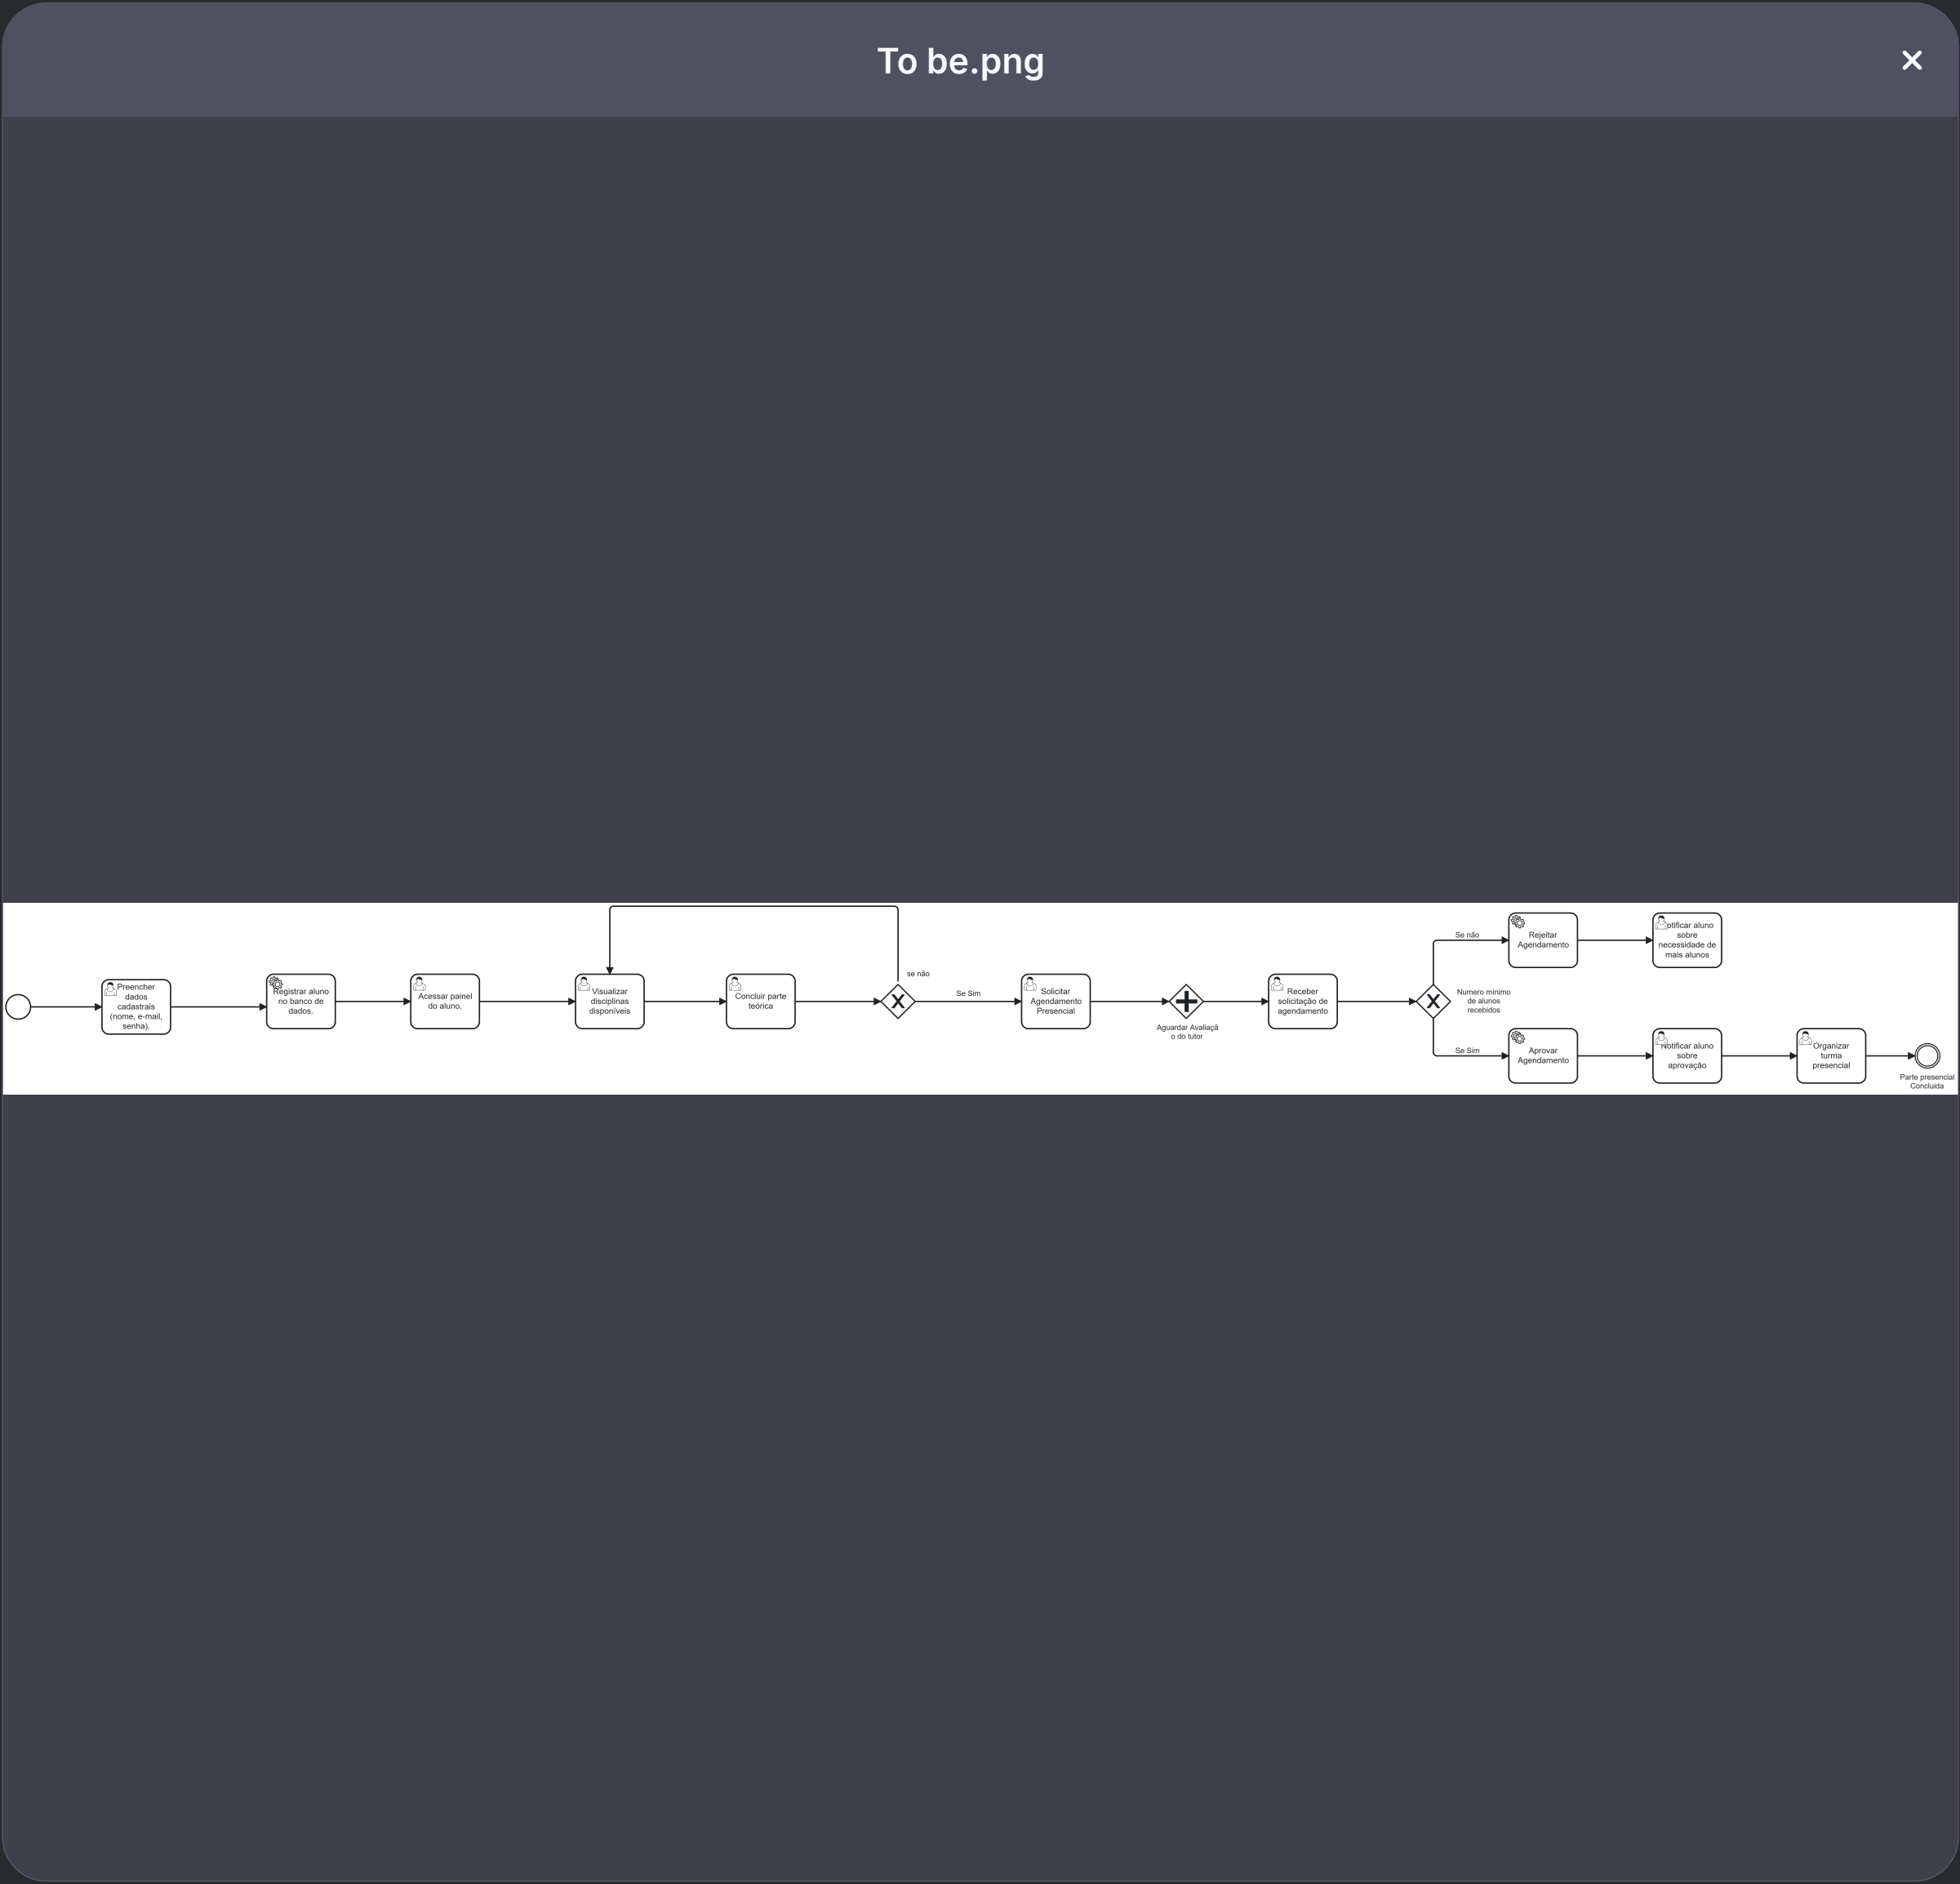 To be.png
Preencher
dados
cadastrais
(nome, e-mail,
senha).
Registrar aluno
no banco de
dados.
Acessar painel
do aluno.
Visualizar
disciplinas
disponíveis
Concluir parte
teórica
se não
Se Sim
Solicitar
Agendamento
Presencial
Aguardar Avaliaçã
o do tutor
Receber
solicitação de
agendamento
Numero mínimo
de alunos
recebidos
Se não
Rejeitar
Agendamento
Notificar aluno
sobre
necessidade de
mais alunos
Se Sim
Aprovar
Agendamento
Notificar aluno
sobre
aprovação
Organizar
turma
presencial
Parte presencial
Concluida